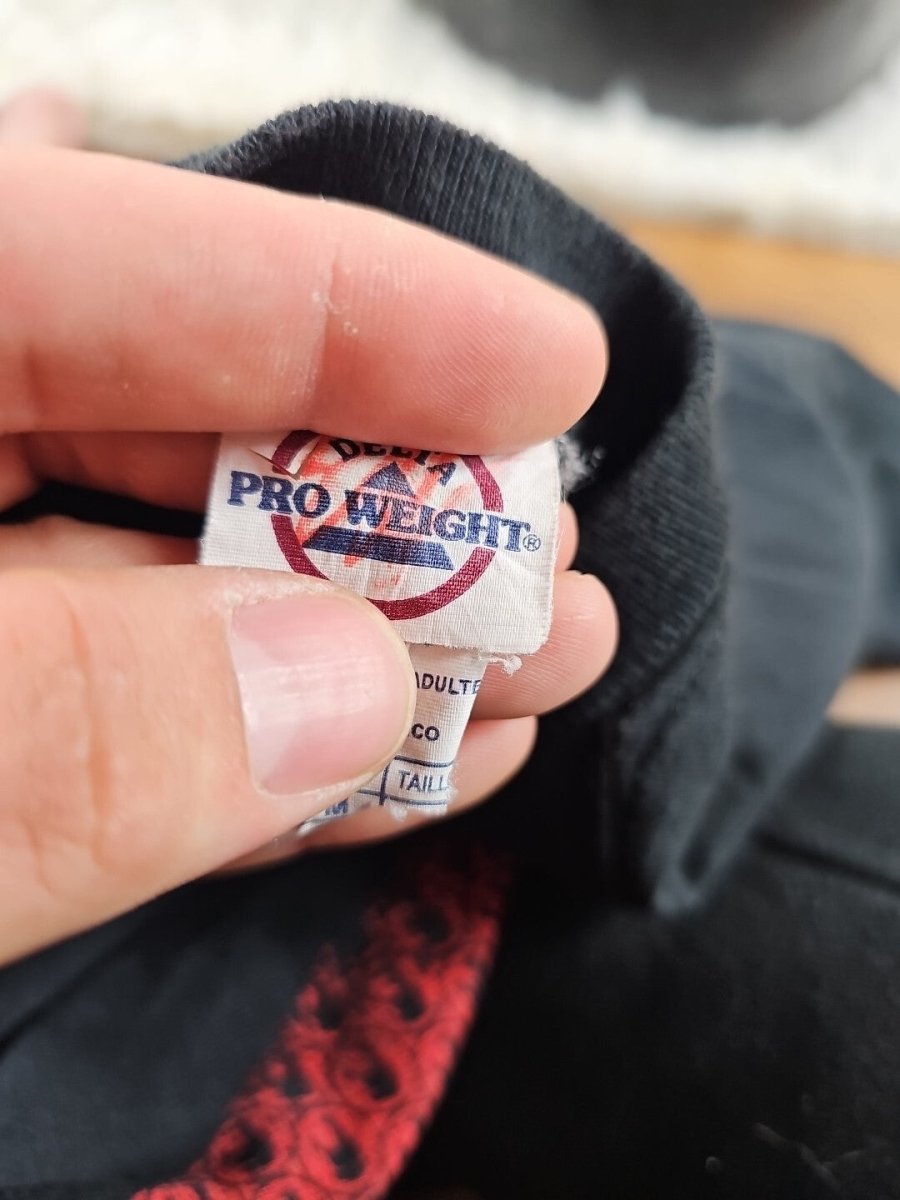 DELTA
PRO WEIGHT®
ADULTE
.CO
M TAILL